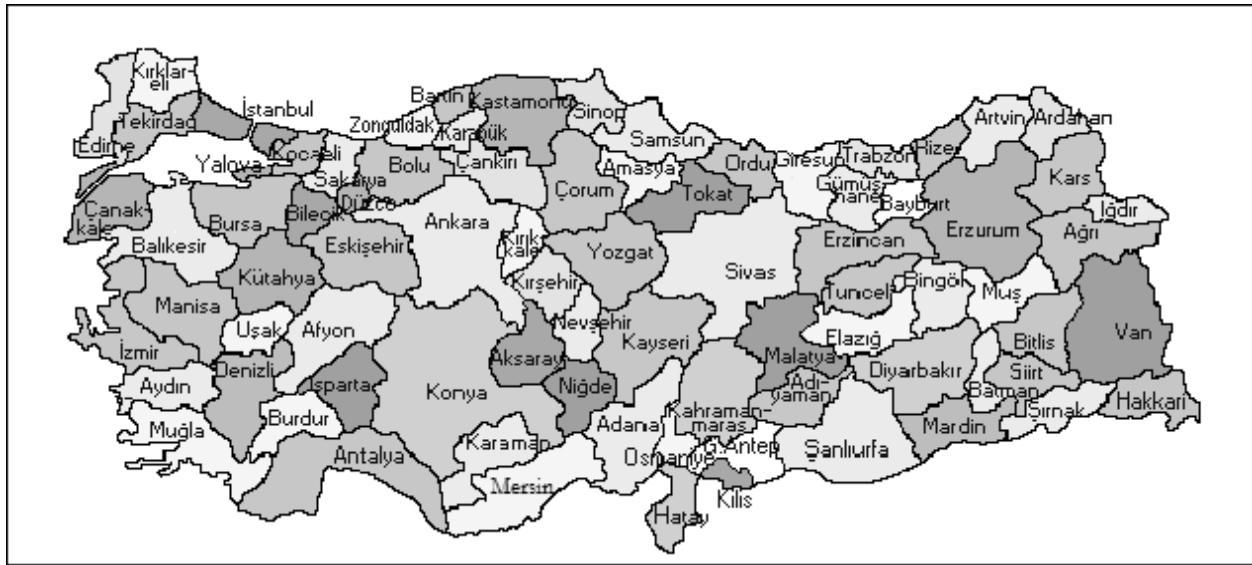 Kırklar-
eli
İstanbul
Tekirdağ
Edirne
Yalova
Kocaeli
Sakarya
Düzce
Bolu
Zonguldak
Bartın
Karabük
Kastamonu
Çankırı
Sinop
Samsun
Amasya
Çorum
Tokat
Ordu
Giresun
Gümüş-
hane
Trabzon
Rize
Bayburt
Artvin
Ardahan
Kars
Iğdır
Ağrı
Erzurum
Erzincan
Çanak-
kale
Balıkesir
Bursa
Bilecik
Eskişehir
Kütahya
Ankara
Kırık-
kale
Kırşehir
Yozgat
Sivas
Tunceli
Bingöl
Muş
Elazığ
Bitlis
Van
Manisa
Uşak
Afyon
İzmir
Aydın
Denizli
Isparta
Burdur
Muğla
Antalya
Konya
Aksaray
Nevşehir
Niğde
Kayseri
Karaman
Mersin
Adana
Osmaniye
Kahraman-
maraş
G.Antep
Kilis
Hatay
Malatya
Adı-
yaman
Şanlıurfa
Diyarbakır
Mardin
Batman
Siirt
Şırnak
Hakkari